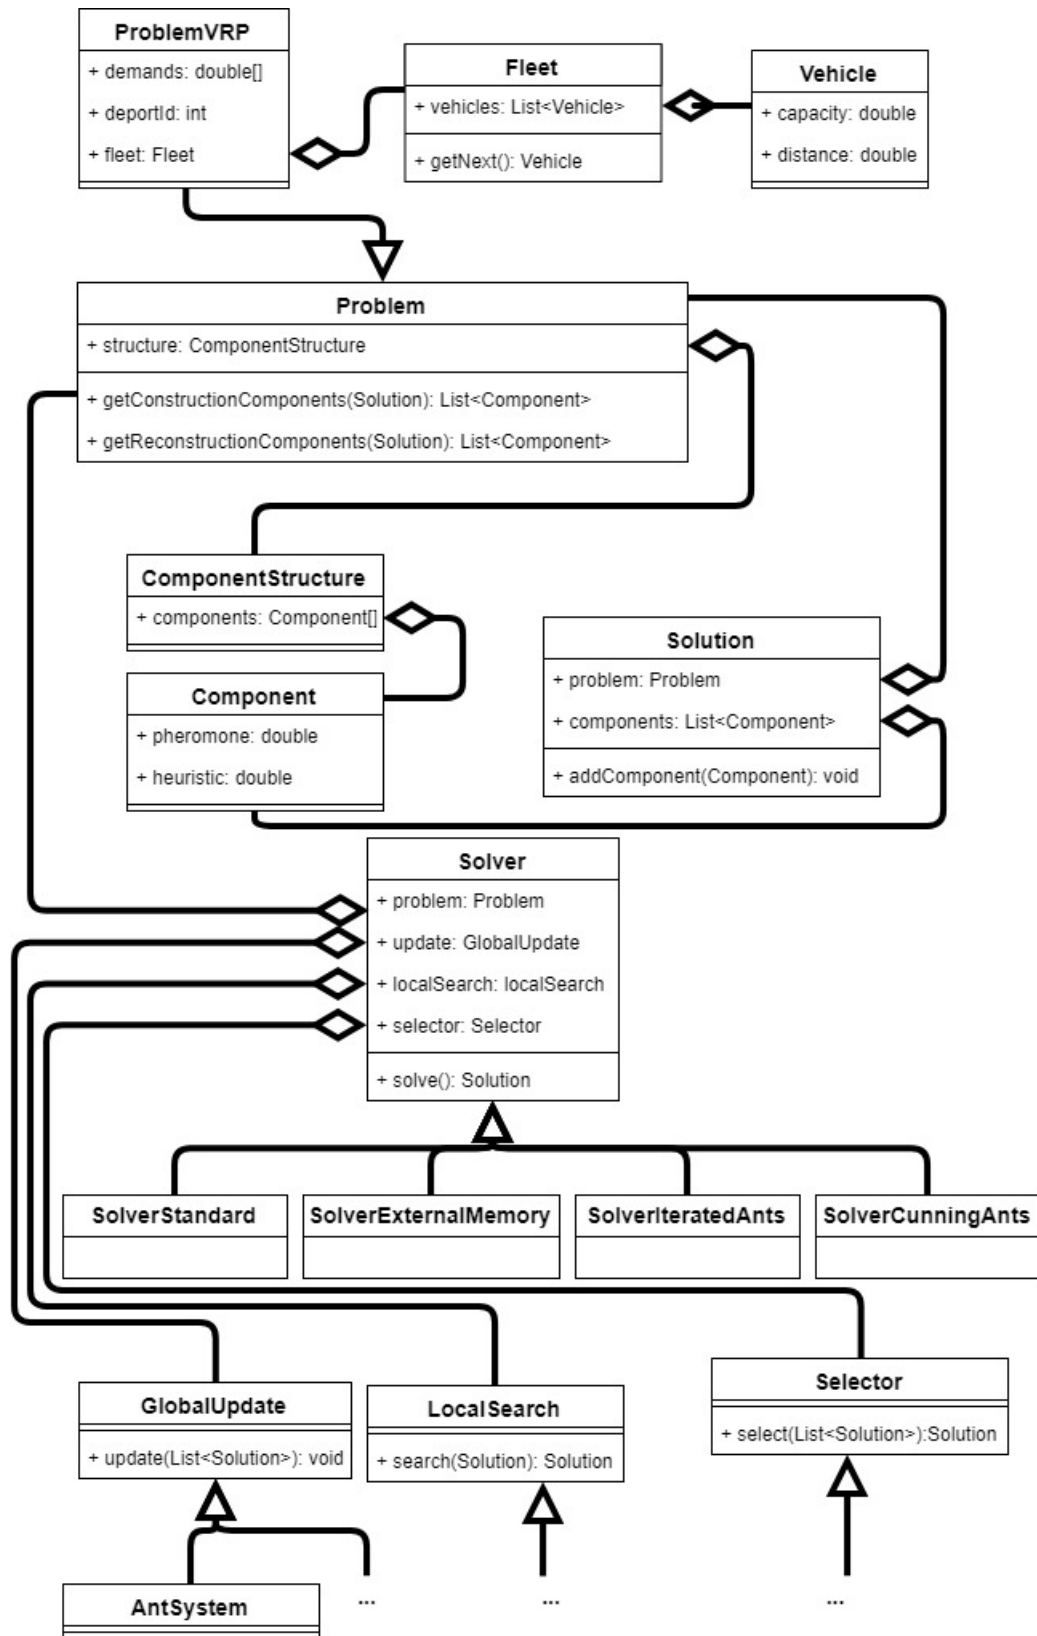 ProblemVRP
+ demands: double[]
+ deportId: int
+ fleet: Fleet
Fleet
+ vehicles: List<Vehicle>
+ getNext(): Vehicle
Vehicle
+ capacity: double
+ distance: double
Problem
+ structure: ComponentStructure
+ getConstructionComponents(Solution): List<Component>
+ getReconstructionComponents(Solution): List<Component>
ComponentStructure
+ components: Component[]
Component
+ pheromone: double
+ heuristic: double
Solution
+ problem: Problem
+ components: List<Component>
+ addComponent(Component): void
Solver
+ problem: Problem
+ update: GlobalUpdate
+ localSearch: localSearch
+ selector: Selector
+ solve(): Solution
SolverStandard
SolverExternalMemory
SolverIteratedAnts
SolverCunningAnts
GlobalUpdate
+ update(List<Solution>): void
LocalSearch
+ search(Solution): Solution
Selector
+ select(List<Solution>):Solution
AntSystem
...
...
...